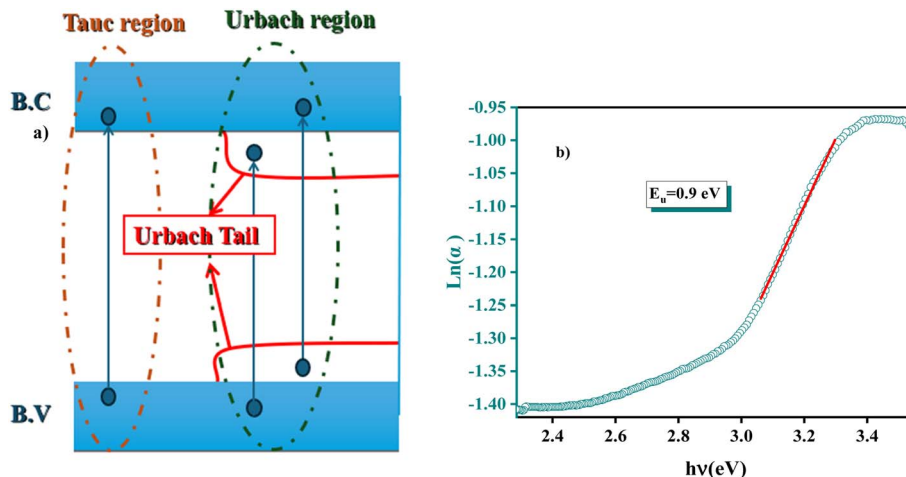 Tauc region
Urbach region
B.C
a)
Urbach Tail
B.V
b)
E_u=0.9 eV
Ln(α)
-0.95
-1.00
-1.05
-1.10
-1.15
-1.20
-1.25
-1.30
-1.35
-1.40
2.4 2.6 2.8 3.0 3.2 3.4
hν(eV)